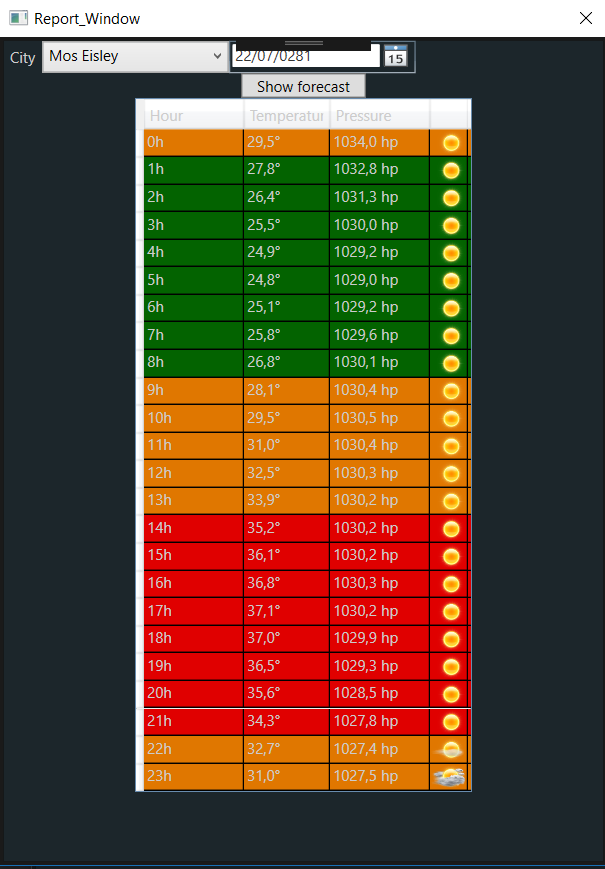 Report_Window
City Mos Eisley 22/07/0281 15
Show forecast
Hour Temperatur Pressure
0h 29,5° 1034,0 hp
1h 27,8° 1032,8 hp
2h 26,4° 1031,3 hp
3h 25,5° 1030,0 hp
4h 24,9° 1029,2 hp
5h 24,8° 1029,0 hp
6h 25,1° 1029,2 hp
7h 25,8° 1029,6 hp
8h 26,8° 1030,1 hp
9h 28,1° 1030,4 hp
10h 29,5° 1030,5 hp
11h 31,0° 1030,4 hp
12h 32,5° 1030,3 hp
13h 33,9° 1030,2 hp
14h 35,2° 1030,2 hp
15h 36,1° 1030,2 hp
16h 36,8° 1030,3 hp
17h 37,1° 1030,2 hp
18h 37,0° 1029,9 hp
19h 36,5° 1029,3 hp
20h 35,6° 1028,5 hp
21h 34,3° 1027,8 hp
22h 32,7° 1027,4 hp
23h 31,0° 1027,5 hp